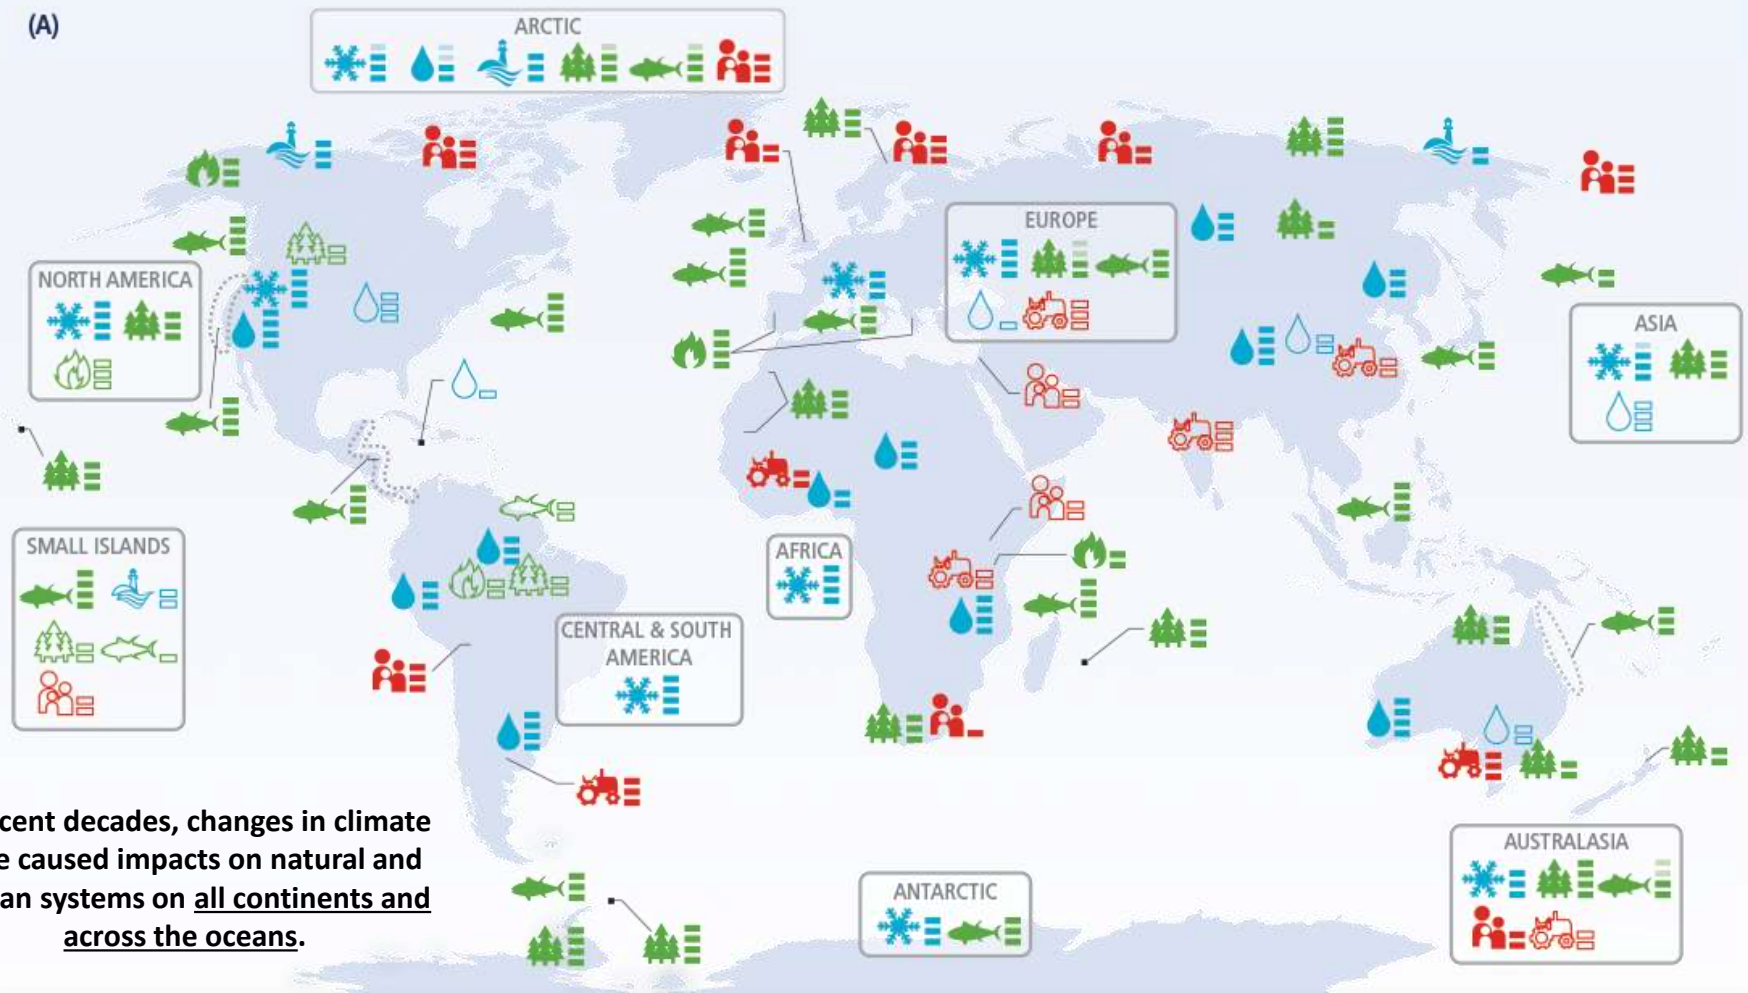 (A)
ARCTIC
EUROPE
NORTH AMERICA
ASIA
SMALL ISLANDS
AFRICA
CENTRAL & SOUTH
AMERICA
cent decades, changes in climate
e caused impacts on natural and
an systems on all continents and
across the oceans.
AUSTRALASIA
ANTARCTIC